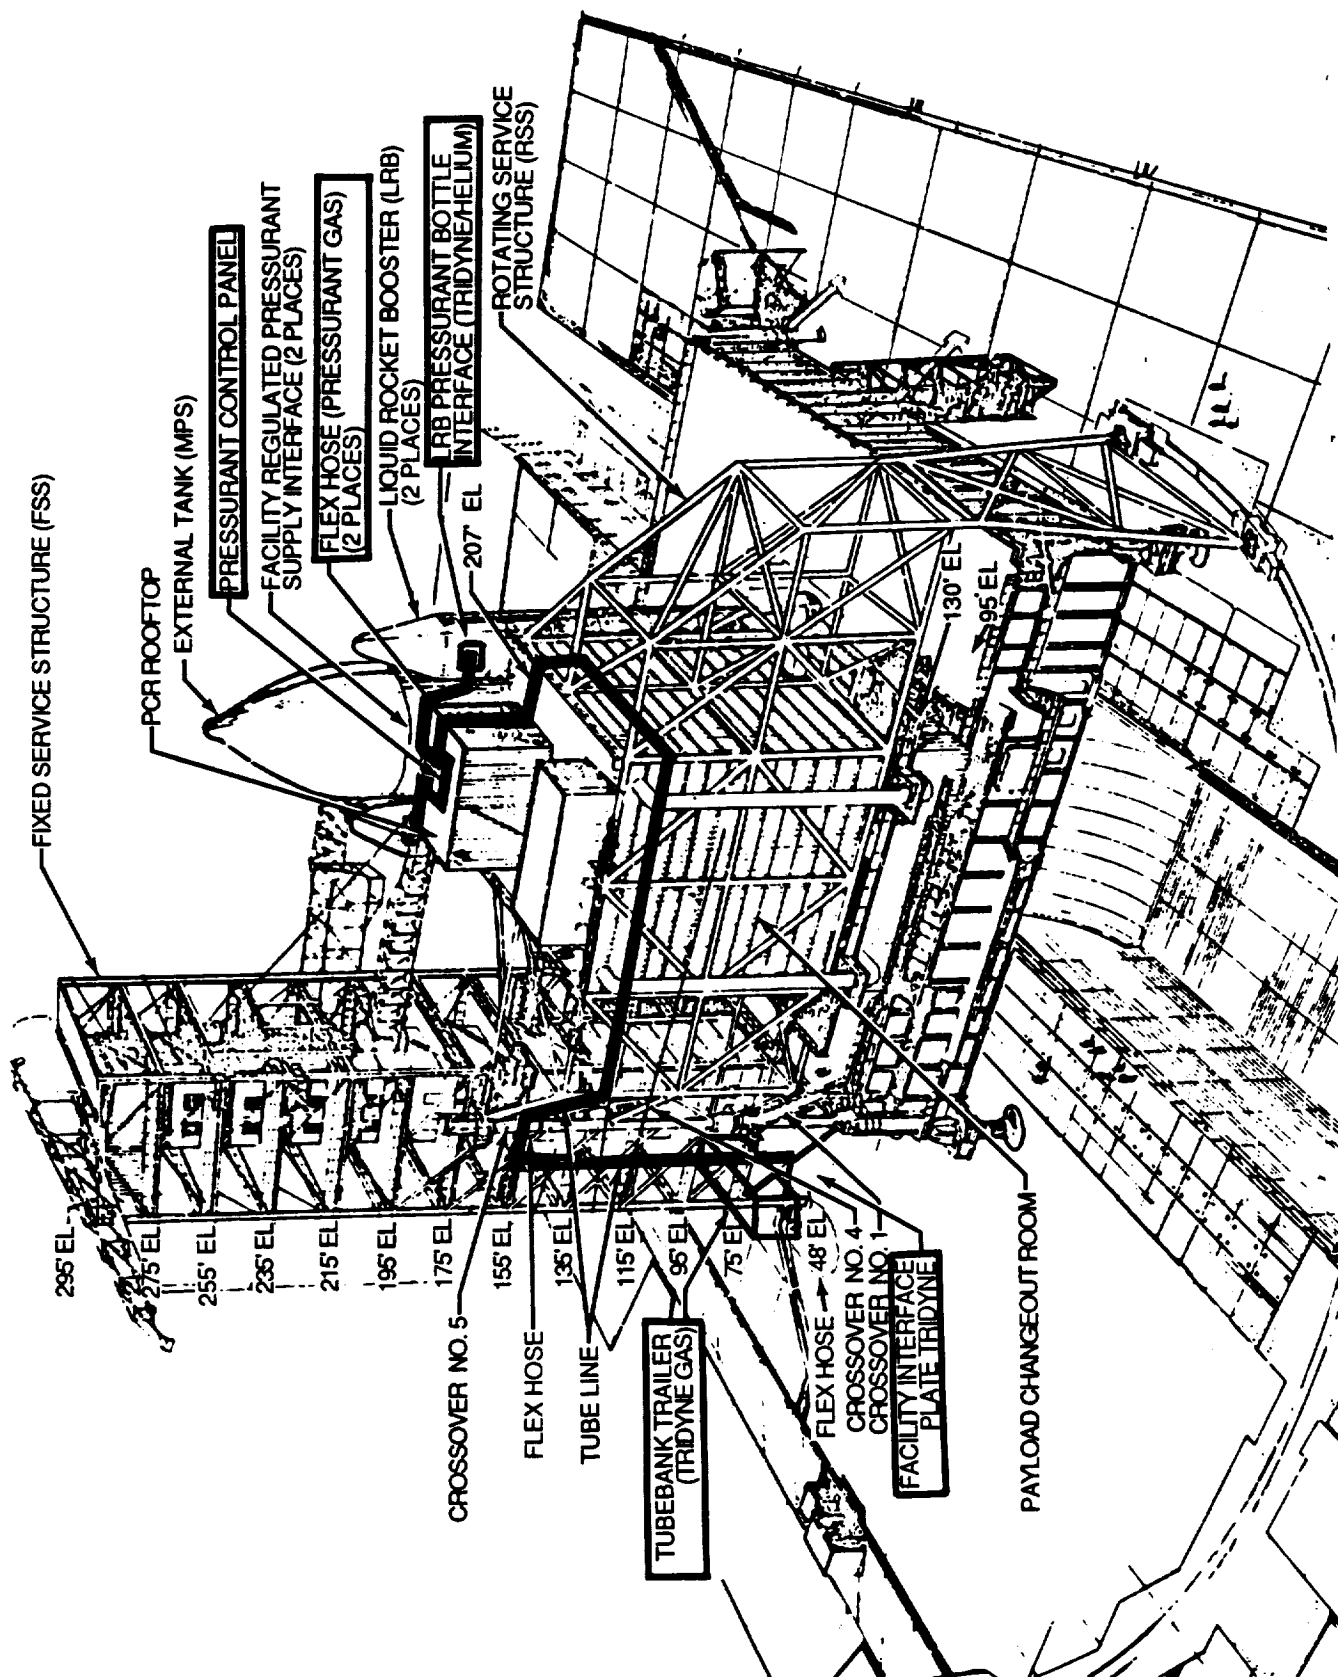 FIXED SERVICE STRUCTURE (FSS)
PCR ROOFTOP
EXTERNAL TANK (MPS)
PRESSURANT CONTROL PANEL
FACILITY REGULATED PRESSURANT
SUPPLY INTERFACE (2 PLACES)
FLEX HOSE (PRESSURANT GAS)
(2 PLACES)
LIQUID ROCKET BOOSTER (LRB)
(2 PLACES)
LRB PRESSURANT BOTTLE
INTERFACE (TRIDYNE/HELIUM)
207' EL
ROTATING SERVICE
STRUCTURE (RSS)
130' EL
95' EL
295' EL
275' EL
255' EL
235' EL
215' EL
195' EL
175' EL
155' EL
135' EL
115' EL
95' EL
75' EL
48' EL
CROSSOVER NO. 5
FLEX HOSE
TUBE LINE
TUBEBANK TRAILER
(TRIDYNE GAS)
FLEX HOSE
CROSSOVER NO. 4
CROSSOVER NO. 1
FACILITY INTERFACE
PLATE TRIDYNE
PAYLOAD CHANGEOUT ROOM